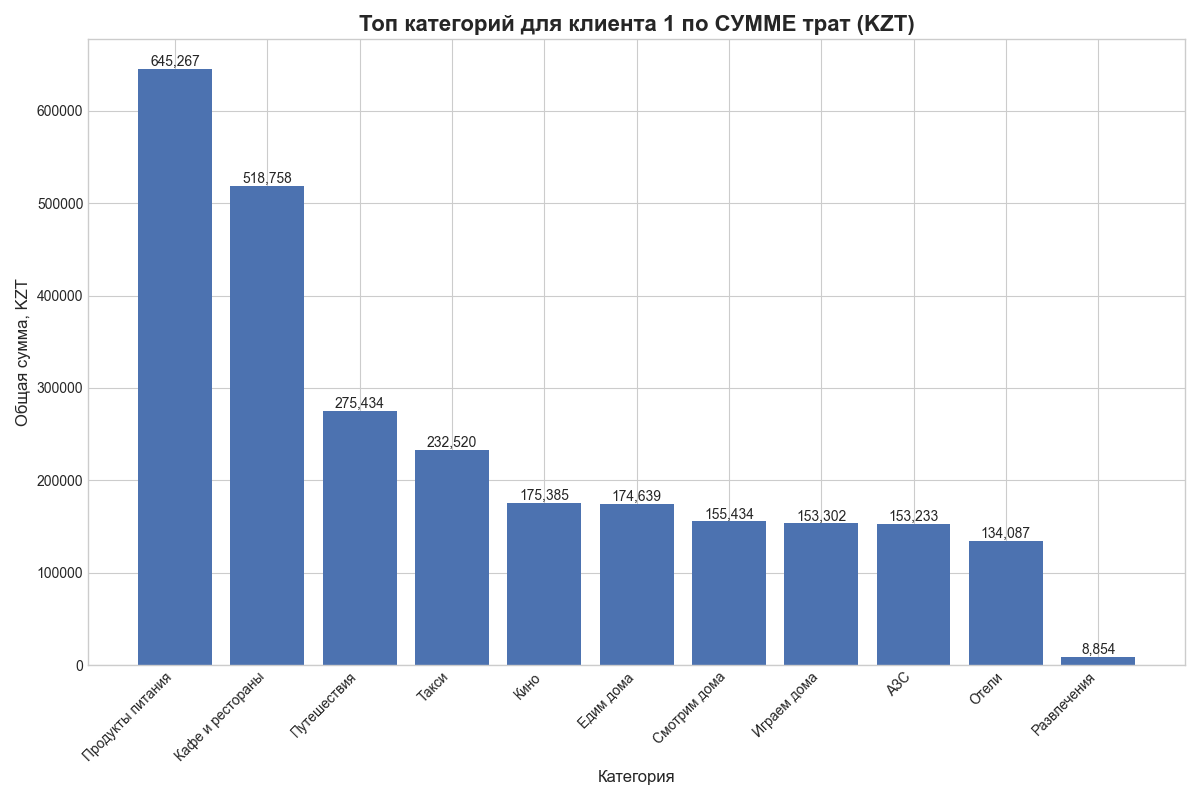 Топ категорий для клиента 1 по СУММЕ трат (KZT)
Общая сумма, KZT
600000
500000
400000
300000
200000
100000
0
645,267
518,758
275,434
232,520
175,385
174,639
155,434
153,302
153,233
134,087
8,854
Продукты питания
Кафе и рестораны
Путешествия
Такси
Кино
Едим дома
Смотрим дома
Играем дома
АЗС
Отели
Развлечения
Категория